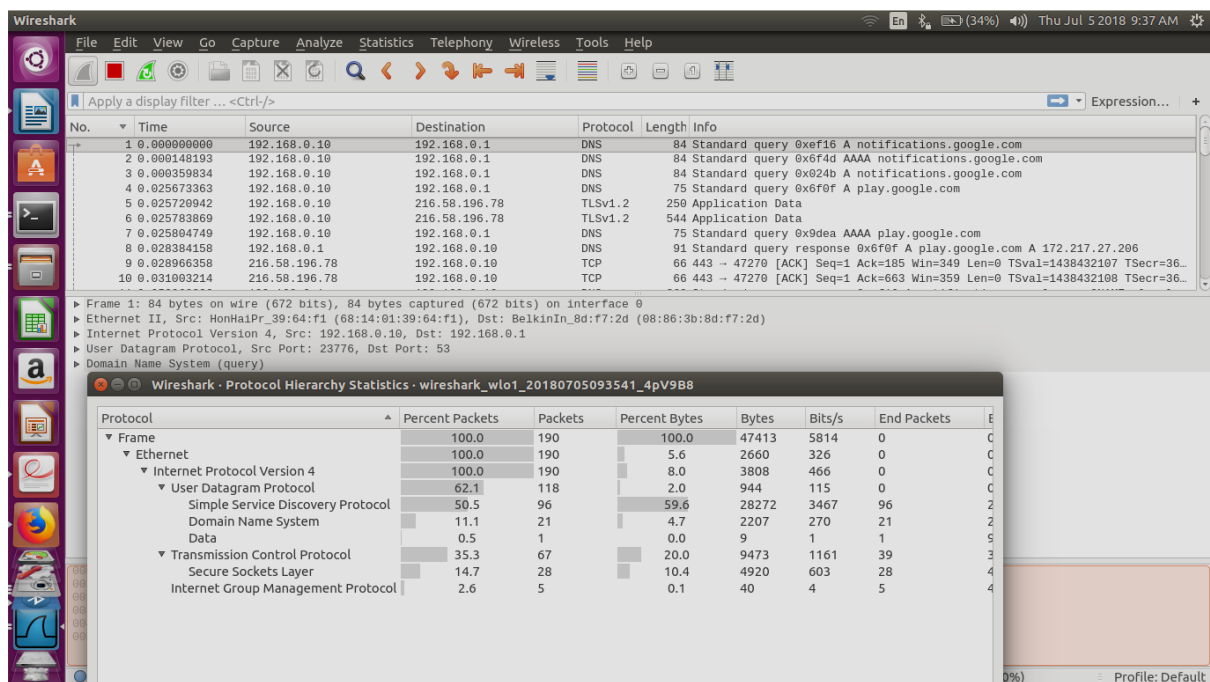 Wireshark En (34%) Thu Jul 5 2018 9:37 AM
File Edit View Go Capture Analyze Statistics Telephony Wireless Tools Help
Apply a display filter … <Ctrl-/> Expression… +
No. Time Source Destination Protocol Length Info
1 0.000000000 192.168.0.10 192.168.0.1 DNS 84 Standard query 0xef16 A notifications.google.com
2 0.000148193 192.168.0.10 192.168.0.1 DNS 84 Standard query 0x6f4d AAAA notifications.google.com
3 0.000359834 192.168.0.10 192.168.0.1 DNS 84 Standard query 0x024b A notifications.google.com
4 0.025673363 192.168.0.10 192.168.0.1 DNS 75 Standard query 0x6f0f A play.google.com
5 0.025720942 192.168.0.10 216.58.196.78 TLSv1.2 250 Application Data
6 0.025783869 192.168.0.10 216.58.196.78 TLSv1.2 544 Application Data
7 0.025804749 192.168.0.10 192.168.0.1 DNS 75 Standard query 0x9dea AAAA play.google.com
8 0.028384158 192.168.0.1 192.168.0.10 DNS 91 Standard query response 0x6f0f A play.google.com A 172.217.27.206
9 0.028966358 216.58.196.78 192.168.0.10 TCP 66 443 → 47270 [ACK] Seq=1 Ack=185 Win=349 Len=0 TSval=1438432107 TSecr=36…
10 0.031003214 216.58.196.78 192.168.0.10 TCP 66 443 → 47270 [ACK] Seq=1 Ack=663 Win=359 Len=0 TSval=1438432108 TSecr=36…
Frame 1: 84 bytes on wire (672 bits), 84 bytes captured (672 bits) on interface 0
Ethernet II, Src: HonHaiPr_39:64:f1 (68:14:01:39:64:f1), Dst: BelkinIn_8d:f7:2d (08:86:3b:8d:f7:2d)
Internet Protocol Version 4, Src: 192.168.0.10, Dst: 192.168.0.1
User Datagram Protocol, Src Port: 23776, Dst Port: 53
Domain Name System (query)
Wireshark · Protocol Hierarchy Statistics · wireshark_wlo1_20180705093541_4pV9B8
Protocol Percent Packets Packets Percent Bytes Bytes Bits/s End Packets
Frame 100.0 190 100.0 47413 5814 0
Ethernet 100.0 190 5.6 2660 326 0
Internet Protocol Version 4 100.0 190 8.0 3808 466 0
User Datagram Protocol 62.1 118 2.0 944 115 0
Simple Service Discovery Protocol 50.5 96 59.6 28272 3467 96
Domain Name System 11.1 21 4.7 2207 270 21
Data 0.5 1 0.0 9 1 1
Transmission Control Protocol 35.3 67 20.0 9473 1161 39
Secure Sockets Layer 14.7 28 10.4 4920 603 28
Internet Group Management Protocol 2.6 5 0.1 40 4 5
Profile: Default